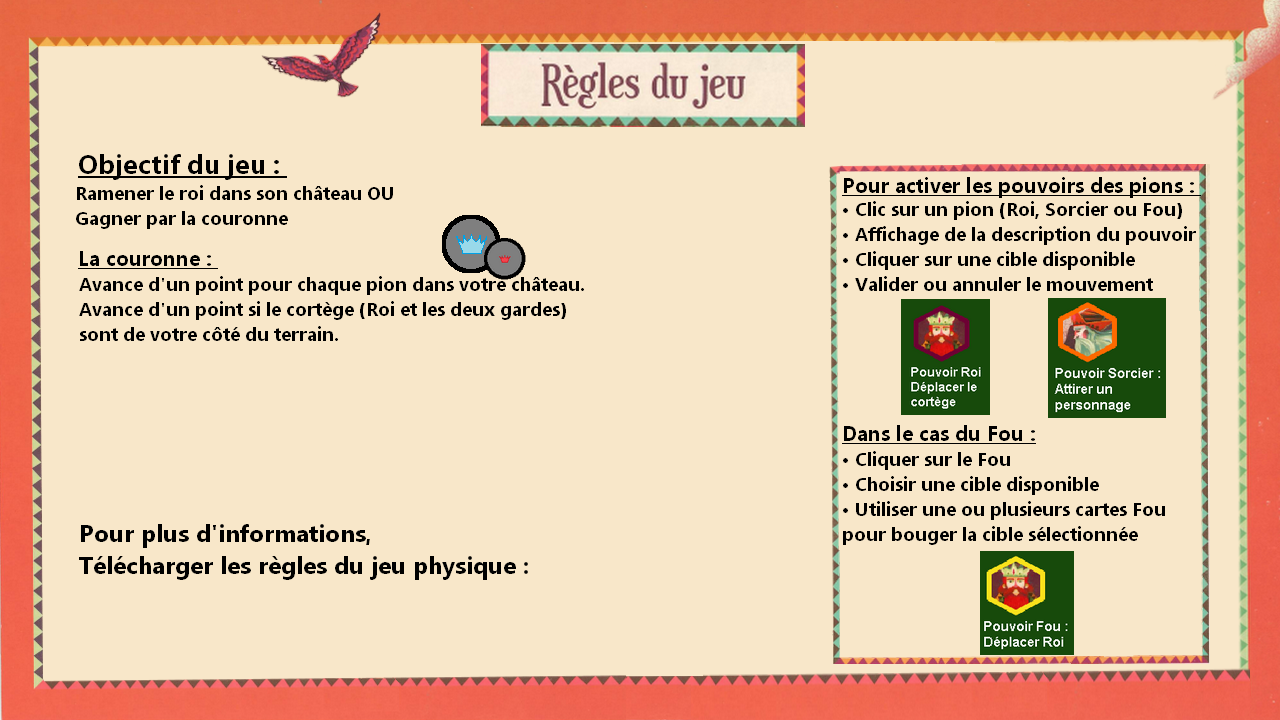 Règles du jeu
Objectif du jeu :
Ramener le roi dans son château OU
Gagner par la couronne
La couronne :
Avance d'un point pour chaque pion dans votre château.
Avance d'un point si le cortège (Roi et les deux gardes)
sont de votre côté du terrain.
Pour plus d'informations,
Télécharger les règles du jeu physique :
Pour activer les pouvoirs des pions :
• Clic sur un pion (Roi, Sorcier ou Fou)
• Affichage de la description du pouvoir
• Cliquer sur une cible disponible
• Valider ou annuler le mouvement
Pouvoir Roi
Déplacer le
cortège
Pouvoir Sorcier :
Attirer un
personnage
Dans le cas du Fou :
• Cliquer sur le Fou
• Choisir une cible disponible
• Utiliser une ou plusieurs cartes Fou
pour bouger la cible sélectionnée
Pouvoir Fou :
Déplacer Roi